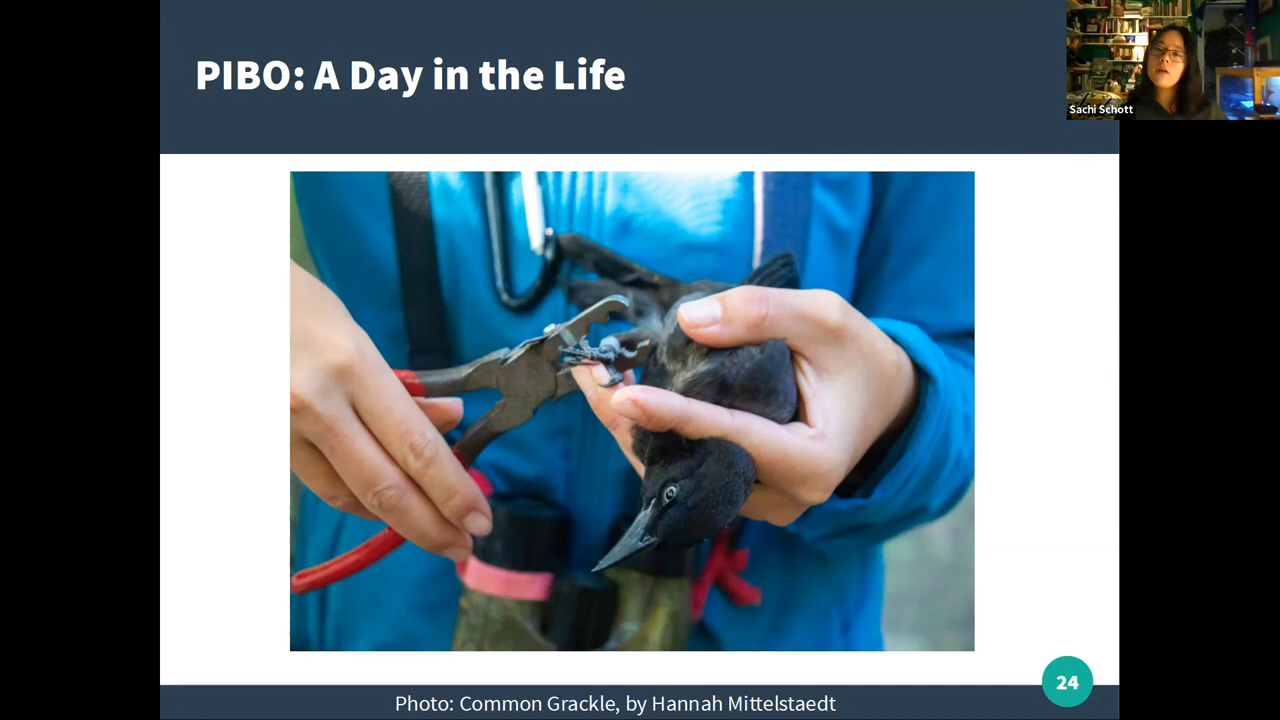 PIBO: A Day in the Life
Sachi Schott
Photo: Common Grackle, by Hannah Mittelstaedt
24